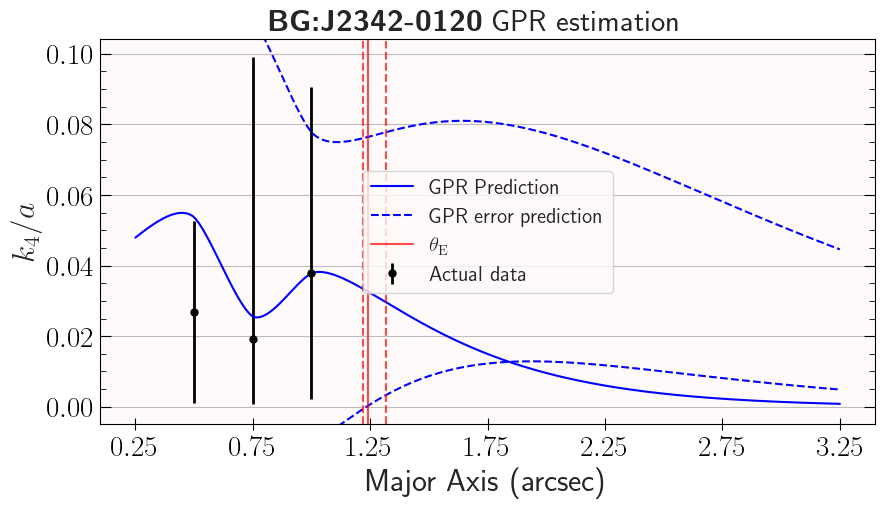 BG:J2342-0120 GPR estimation
k₄/a
0.10
0.08
0.06
0.04
0.02
0.00
GPR Prediction
GPR error prediction
θ_E
Actual data
0.25 0.75 1.25 1.75 2.25 2.75 3.25
Major Axis (arcsec)